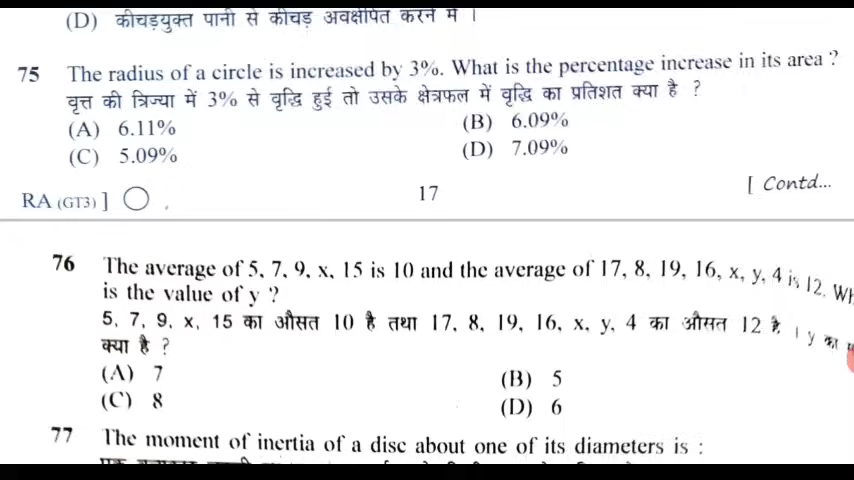 (D) कीचड़युक्त पानी से कीचड़ अवक्षेपित करने में ।
75 The radius of a circle is increased by 3%. What is the percentage increase in its area ?
वृत्त की त्रिज्या में 3% से वृद्धि हुई तो उसके क्षेत्रफल में वृद्धि का प्रतिशत क्या है ?
(A) 6.11% (B) 6.09%
(C) 5.09% (D) 7.09%
RA (GT3) ] 17 [ Contd...
76 The average of 5, 7, 9, x, 15 is 10 and the average of 17, 8, 19, 16, x, y, 4 is 12. Wh
is the value of y ?
5, 7, 9, x, 15 का औसत 10 है तथा 17, 8, 19, 16, x, y, 4 का औसत 12 है । y का
क्या है ?
(A) 7 (B) 5
(C) 8 (D) 6
77 The moment of inertia of a disc about one of its diameters is :